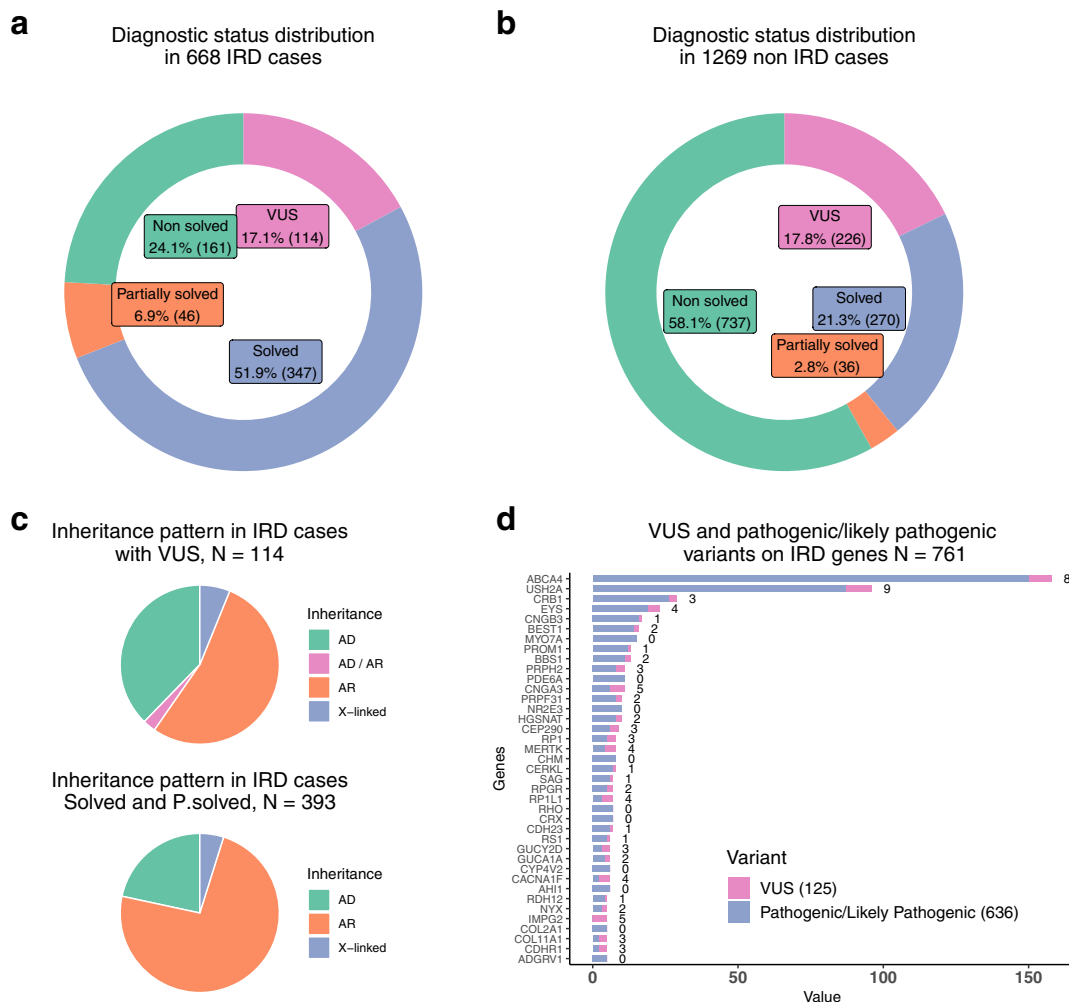 a
Diagnostic status distribution
in 668 IRD cases
Non solved
24.1% (161)
VUS
17.1% (114)
Partially solved
6.9% (46)
Solved
51.9% (347)
b
Diagnostic status distribution
in 1269 non IRD cases
VUS
17.8% (226)
Non solved
58.1% (737)
Solved
21.3% (270)
Partially solved
2.8% (36)
c
Inheritance pattern in IRD cases
with VUS, N = 114
Inheritance
AD
AD / AR
AR
X−linked
Inheritance pattern in IRD cases
Solved and P.solved, N = 393
Inheritance
AD
AR
X−linked
d
VUS and pathogenic/likely pathogenic
variants on IRD genes N = 761
Genes
ABCA4 8
USH2A 9
CRB1 3
EYS 4
CNGB3 1
BEST1 2
MYO7A 0
PROM1 1
BBS1 2
PRPH2 3
PDE6A 0
CNGA3 5
PRPF31 2
NR2E3 0
HGSNAT 2
CEP290 3
RP1 3
MERTK 4
CHM 0
CERKL 1
SAG 1
RPGR 2
RP1L1 4
RHO 0
CRX 0
CDH23 1
RS1 1
GUCY2D 3
GUCA1A 2
CYP4V2 0
CACNA1F 4
AHI1 0
RDH12 1
NYX 2
IMPG2 5
COL2A1 0
COL11A1 3
CDHR1 3
ADGRV1 0
Variant
VUS (125)
Pathogenic/Likely Pathogenic (636)
0 50 100 150
Value